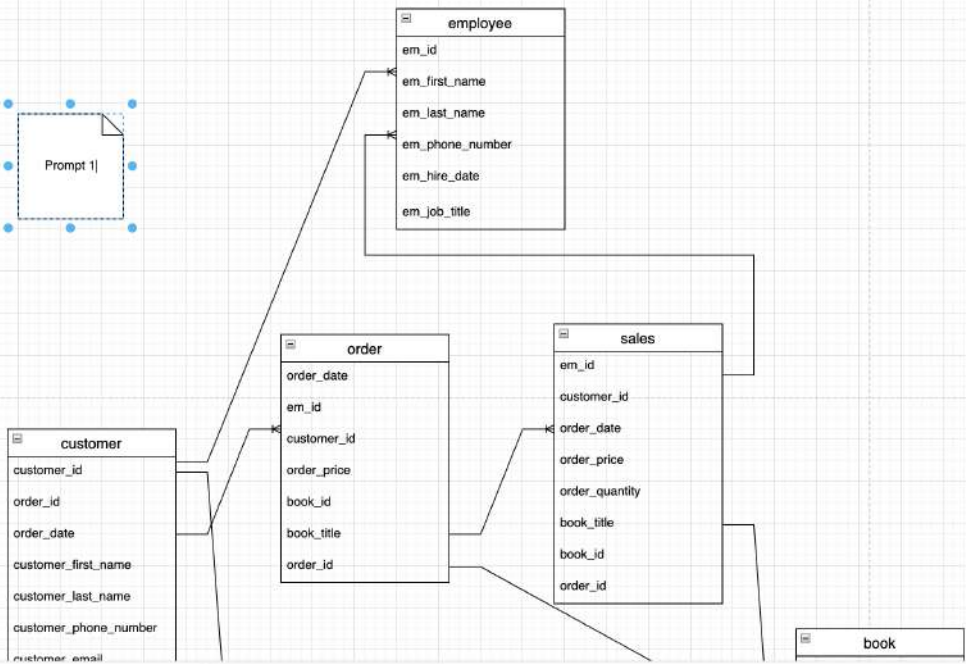 employee
em_id
em_first_name
em_last_name
em_phone_number
em_hire_date
em_job_title
Prompt 1
order
order_date
em_id
customer_id
order_price
book_id
book_title
order_id
sales
em_id
customer_id
order_date
order_price
order_quantity
book_title
book_id
order_id
customer
customer_id
order_id
order_date
customer_first_name
customer_last_name
customer_phone_number
customer_email
book